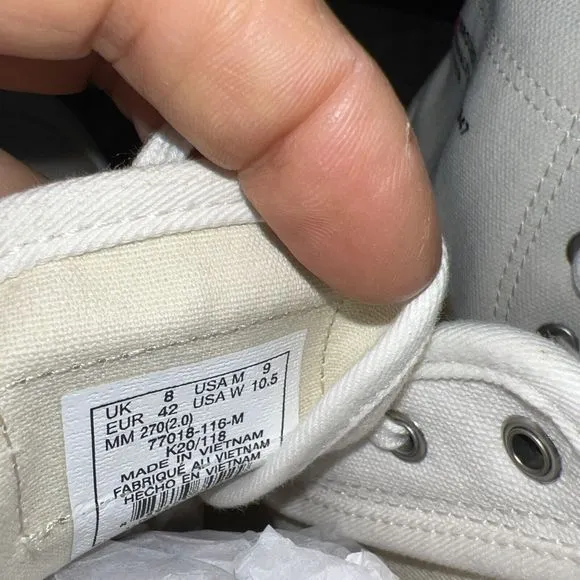 UK 8 USA M 9
EUR 42 USA W 10.5
MM 270(2.0)
77018-116-M
K20/118
MADE IN VIETNAM
FABRIQUE AU VIETNAM
HECHO EN VIETNAM